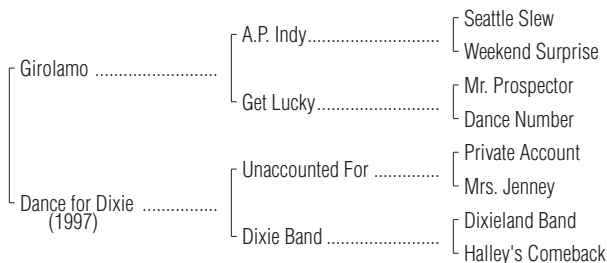 Seattle Slew
A.P. Indy..............................
Weekend Surprise
Girolamo ............................
Mr. Prospector
Get Lucky............................
Dance Number
Private Account
Unaccounted For ...............
Mrs. Jenney
Dance for Dixie .................
(1997)
Dixieland Band
Dixie Band ..........................
Halley's Comeback